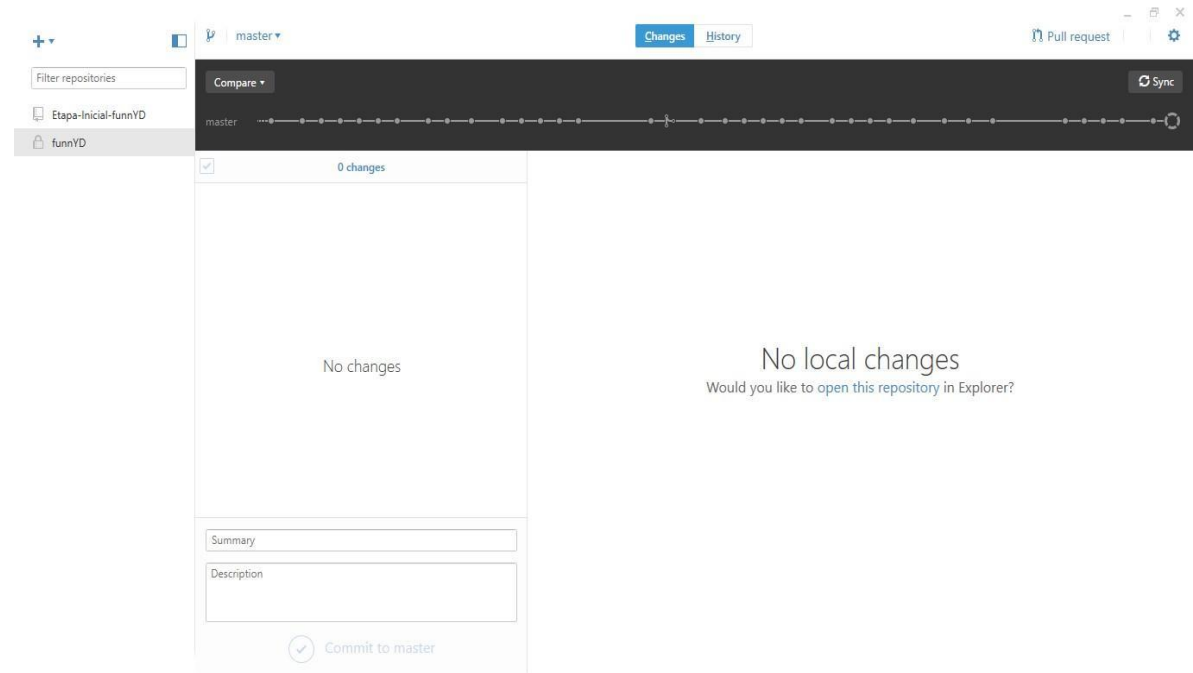 master
Changes
History
Pull request
Filter repositories
Etapa-Inicial-funnYD
funnYD
Compare
Sync
master
0 changes
No changes
No local changes
Would you like to open this repository in Explorer?
Summary
Description
Commit to master